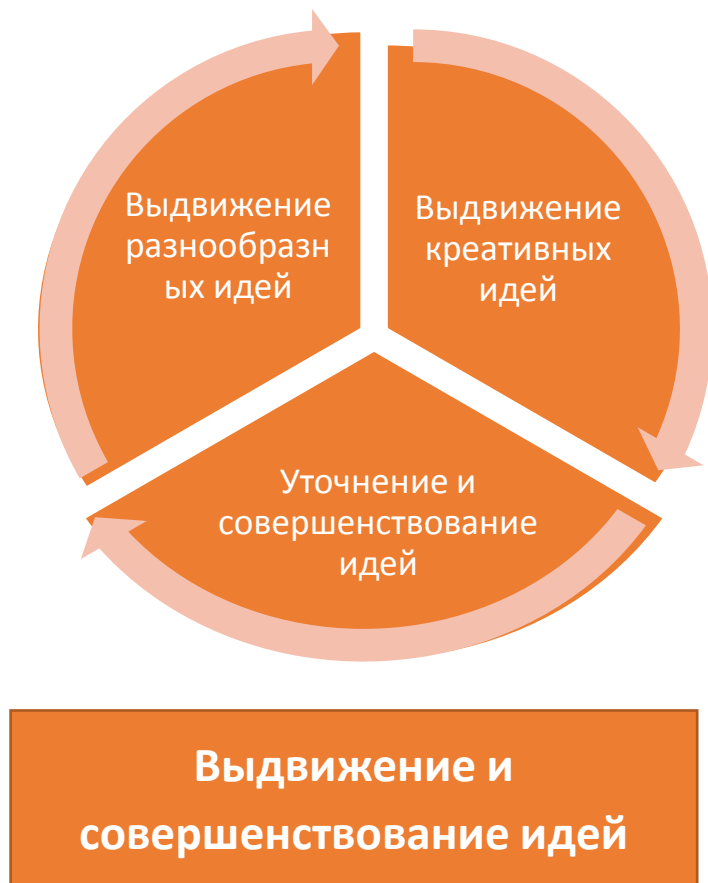 Выдвижение
разнообразн
ых идей
Выдвижение
креативных
идей
Уточнение и
совершенствование
идей
Выдвижение и
совершенствование идей